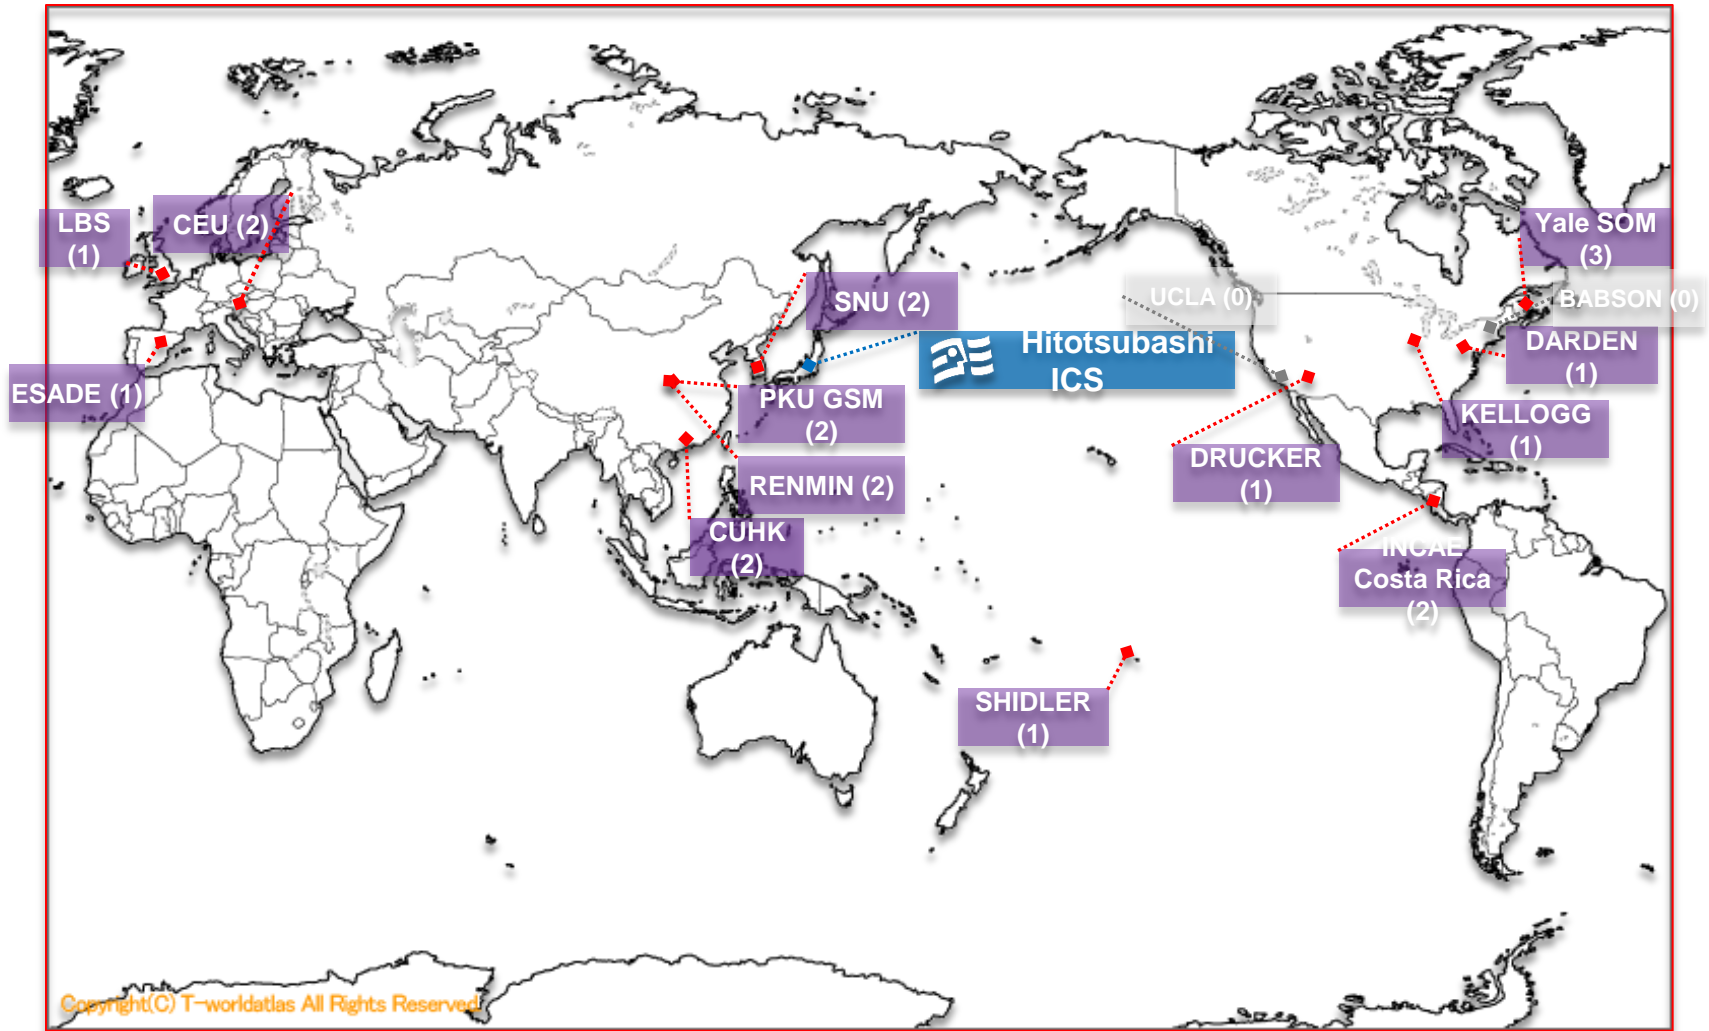 LBS
(1)
CEU (2)
Yale SOM
(3)
SNU (2)
UCLA (0)
BABSON (0)
Hitotsubashi
ICS
DARDEN
(1)
ESADE (1)
PKU GSM
(2)
KELLOGG
(1)
DRUCKER
(1)
RENMIN (2)
CUHK
(2)
INCAE
Costa Rica
(2)
SHIDLER
(1)
Copyright(C) T-worldatlas All Rights Reserved